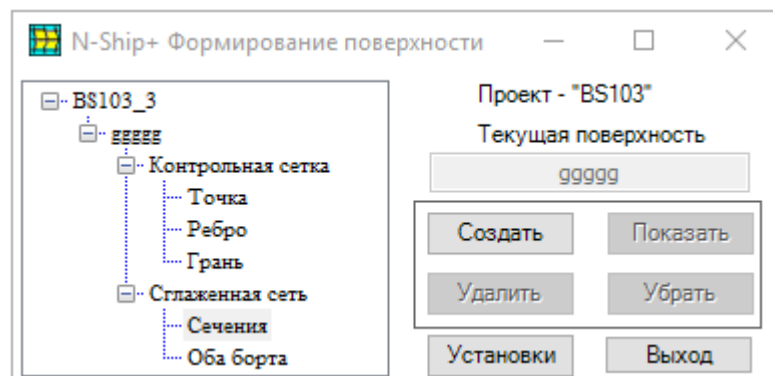 N-Ship+ Формирование поверхности
BS103_3
ggggg
Контрольная сетка
Точка
Ребро
Грань
Сглаженная сеть
Сечения
Оба борта
Проект - "BS103"
Текущая поверхность
ggggg
Создать Показать
Удалить Убрать
Установки Выход